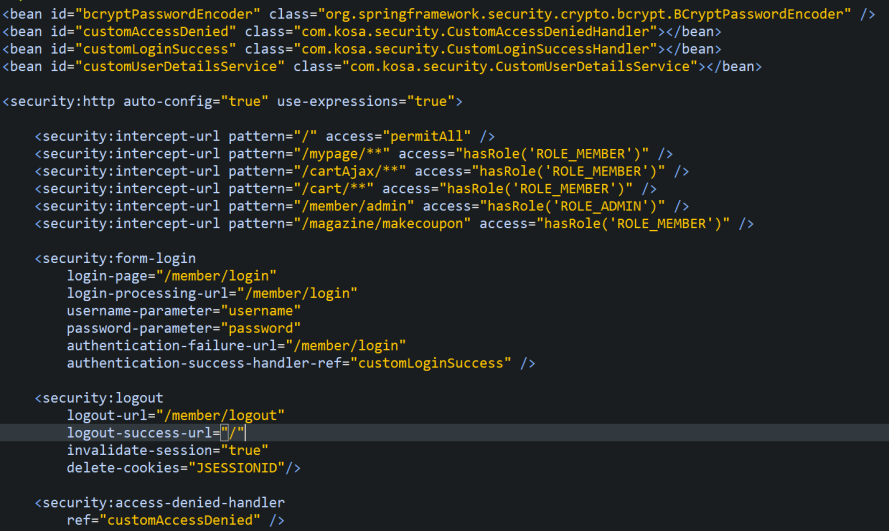 <bean id="bcryptPasswordEncoder" class="org.springframework.security.crypto.bcrypt.BCryptPasswordEncoder" />
<bean id="customAccessDenied" class="com.kosa.security.CustomAccessDeniedHandler"></bean>
<bean id="customLoginSuccess" class="com.kosa.security.CustomLoginSuccessHandler"></bean>
<bean id="customUserDetailsService" class="com.kosa.security.CustomUserDetailsService"></bean>

<security:http auto-config="true" use-expressions="true">

    <security:intercept-url pattern="/" access="permitAll" />
    <security:intercept-url pattern="/mypage/**" access="hasRole('ROLE_MEMBER')" />
    <security:intercept-url pattern="/cartAjax/**" access="hasRole('ROLE_MEMBER')" />
    <security:intercept-url pattern="/cart/**" access="hasRole('ROLE_MEMBER')" />
    <security:intercept-url pattern="/member/admin" access="hasRole('ROLE_ADMIN')" />
    <security:intercept-url pattern="/magazine/makecoupon" access="hasRole('ROLE_MEMBER')" />

    <security:form-login
        login-page="/member/login"
        login-processing-url="/member/login"
        username-parameter="username"
        password-parameter="password"
        authentication-failure-url="/member/login"
        authentication-success-handler-ref="customLoginSuccess" />

    <security:logout
        logout-url="/member/logout"
        logout-success-url="/"
        invalidate-session="true"
        delete-cookies="JSESSIONID"/>

    <security:access-denied-handler
        ref="customAccessDenied" />